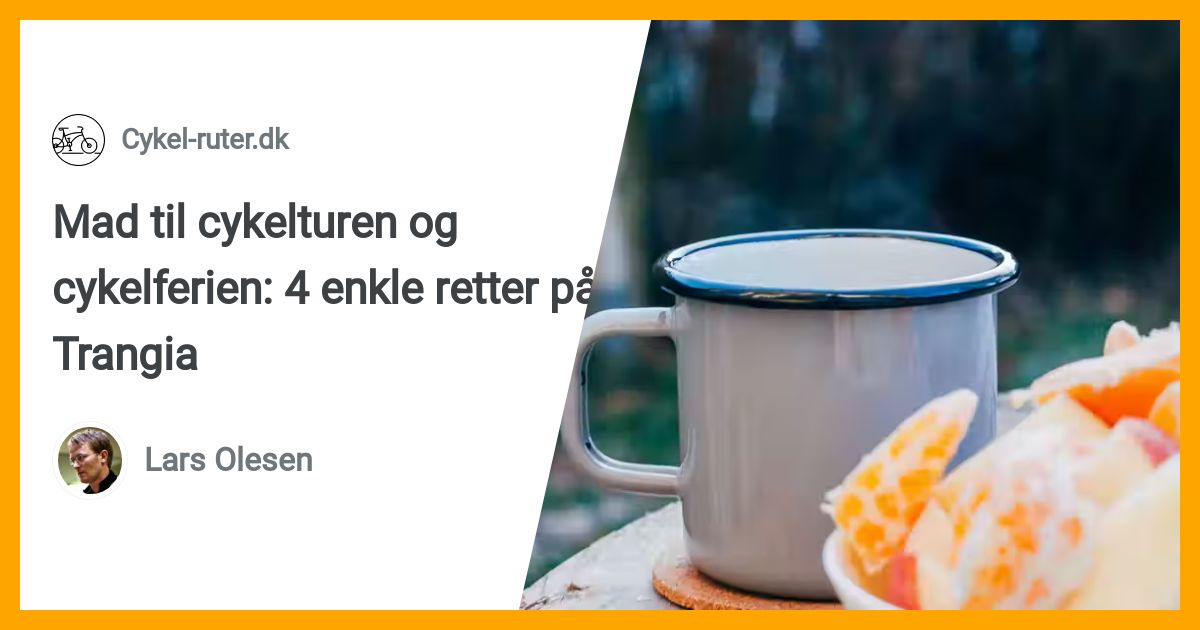 Cykel-ruter.dk
Mad til cykelturen og
cykelferien: 4 enkle retter på
Trangia
Lars Olesen